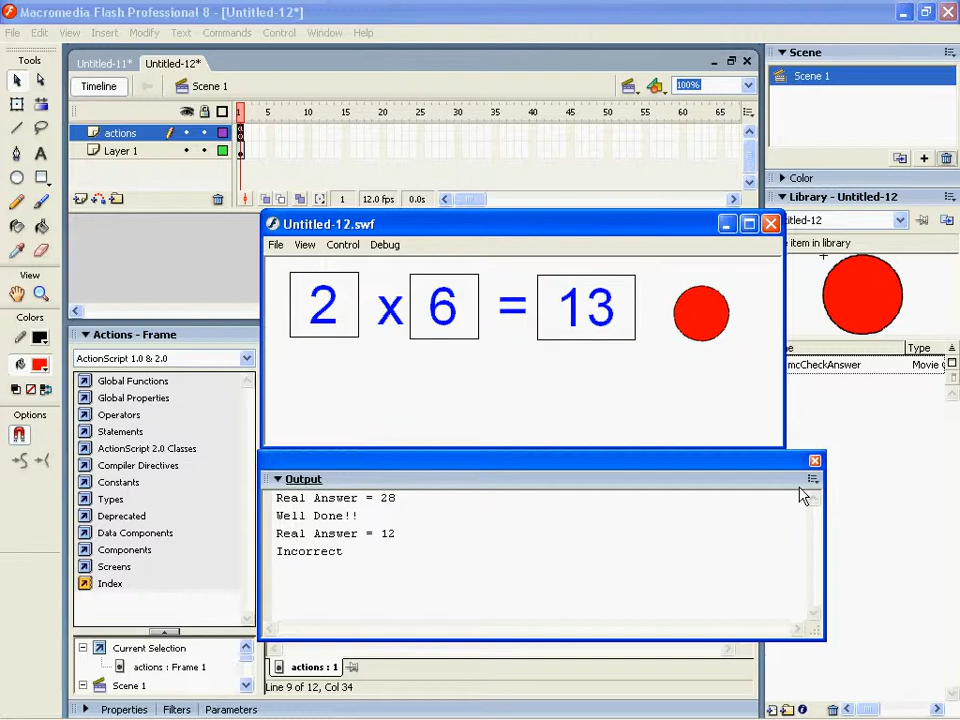 Macromedia Flash Professional 8 - [Untitled-12*]
File Edit View Insert Modify Text Commands Control Window Help
Tools
Untitled-11* Untitled-12*
Timeline Scene 1 100%
1 5 10 15 20 25 30 35 40 45 50 55 60 65
actions
Layer 1
1 12.0 fps 0.0s
Scene
Scene 1
Color
Library - Untitled-12
item in library
Type
mcCheckAnswer Movie
View
Colors
Options
Untitled-12.swf
File View Control Debug
2 x 6 = 13
Actions - Frame
ActionScript 1.0 & 2.0
Global Functions
Global Properties
Operators
Statements
ActionScript 2.0 Classes
Compiler Directives
Constants
Types
Deprecated
Data Components
Components
Screens
Index
Output
Real Answer = 28
Well Done!!
Real Answer = 12
Incorrect
Current Selection
actions : Frame 1
Scene 1
actions : 1
Line 9 of 12, Col 34
Properties Filters Parameters